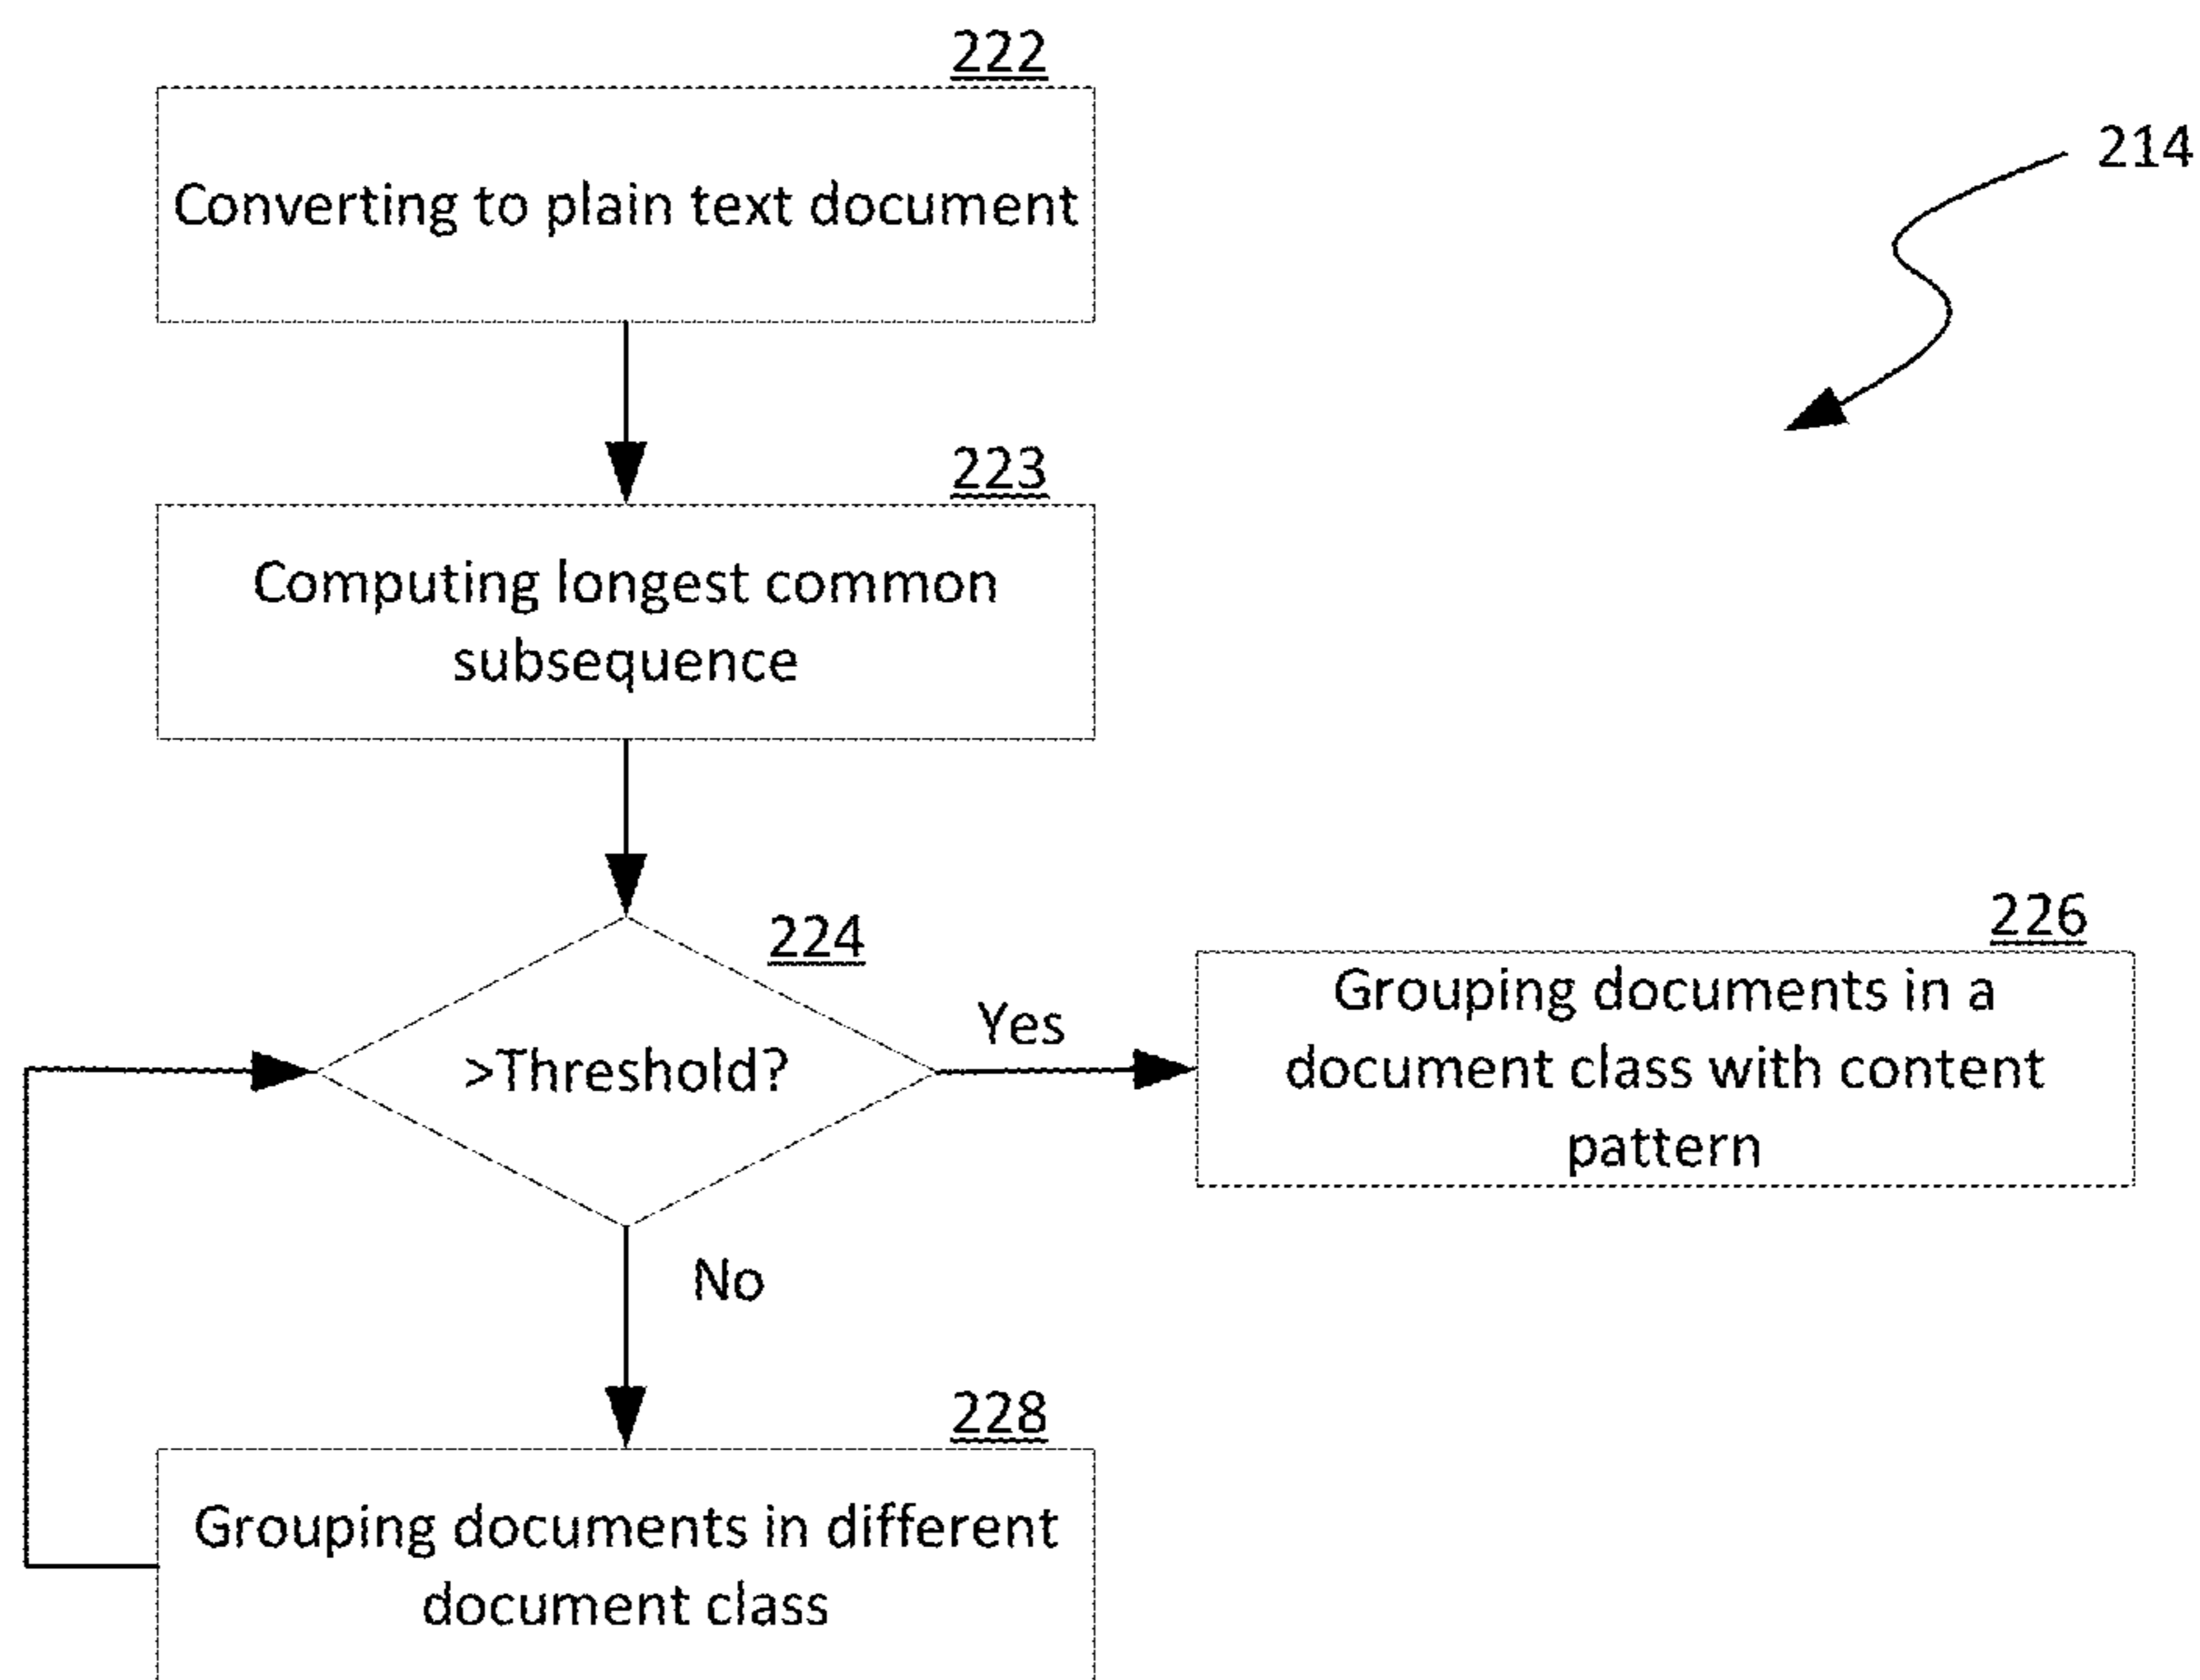 222
Converting to plain text document
214
223
Computing longest common
subsequence
224
>Threshold?
Yes
226
Grouping documents in a
document class with content
pattern
No
228
Grouping documents in different
document class